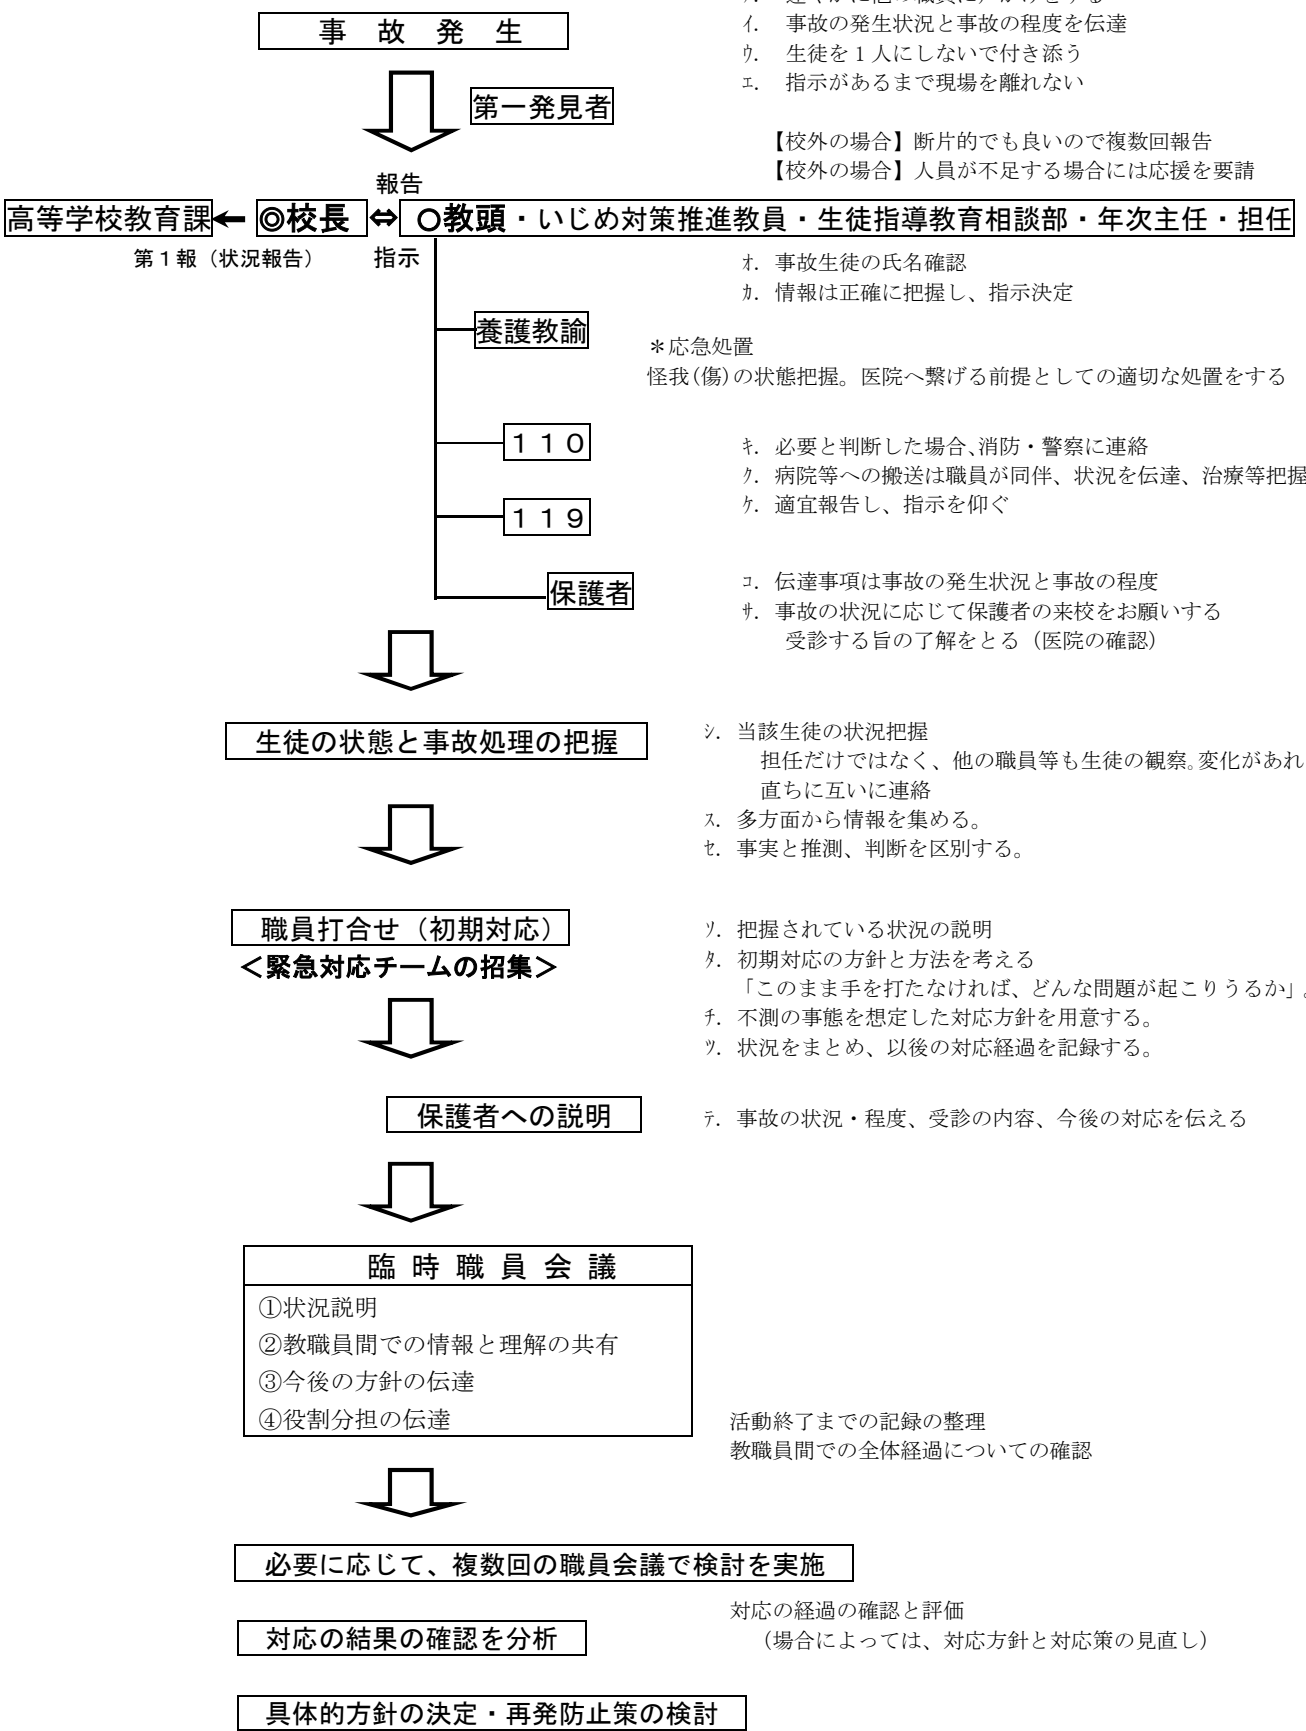 事 故 発 生
ｲ. 事故の発生状況と事故の程度を伝達
ｳ. 生徒を１人にしないで付き添う
ｴ. 指示があるまで現場を離れない
第一発見者
【校外の場合】断片的でも良いので複数回報告
【校外の場合】人員が不足する場合には応援を要請
報告
高等学校教育課 ← ◎校長 ⇔ ○教頭・いじめ対策推進教員・生徒指導教育相談部・年次主任・担任
第１報（状況報告） 指示
ｵ. 事故生徒の氏名確認
ｶ. 情報は正確に把握し、指示決定
養護教諭
＊応急処置
怪我(傷)の状態把握。医院へ繋げる前提としての適切な処置をする
１１０
ｷ. 必要と判断した場合、消防・警察に連絡
ｸ. 病院等への搬送は職員が同伴、状況を伝達、治療等把握
１１９
ｹ. 適宜報告し、指示を仰ぐ
保護者
ｺ. 伝達事項は事故の発生状況と事故の程度
ｻ. 事故の状況に応じて保護者の来校をお願いする
受診する旨の了解をとる（医院の確認）
生徒の状態と事故処理の把握
ｼ. 当該生徒の状況把握
担任だけではなく、他の職員等も生徒の観察。変化があれ
直ちに互いに連絡
ｽ. 多方面から情報を集める。
ｾ. 事実と推測、判断を区別する。
職員打合せ（初期対応）
＜緊急対応チームの招集＞
ｿ. 把握されている状況の説明
ﾀ. 初期対応の方針と方法を考える
「このまま手を打たなければ、どんな問題が起こりうるか」。
ﾁ. 不測の事態を想定した対応方針を用意する。
ﾂ. 状況をまとめ、以後の対応経過を記録する。
保護者への説明
ﾃ. 事故の状況・程度、受診の内容、今後の対応を伝える
臨 時 職 員 会 議
①状況説明
②教職員間での情報と理解の共有
③今後の方針の伝達
④役割分担の伝達
活動終了までの記録の整理
教職員間での全体経過についての確認
必要に応じて、複数回の職員会議で検討を実施
対応の経過の確認と評価
（場合によっては、対応方針と対応策の見直し）
対応の結果の確認を分析
具体的方針の決定・再発防止策の検討